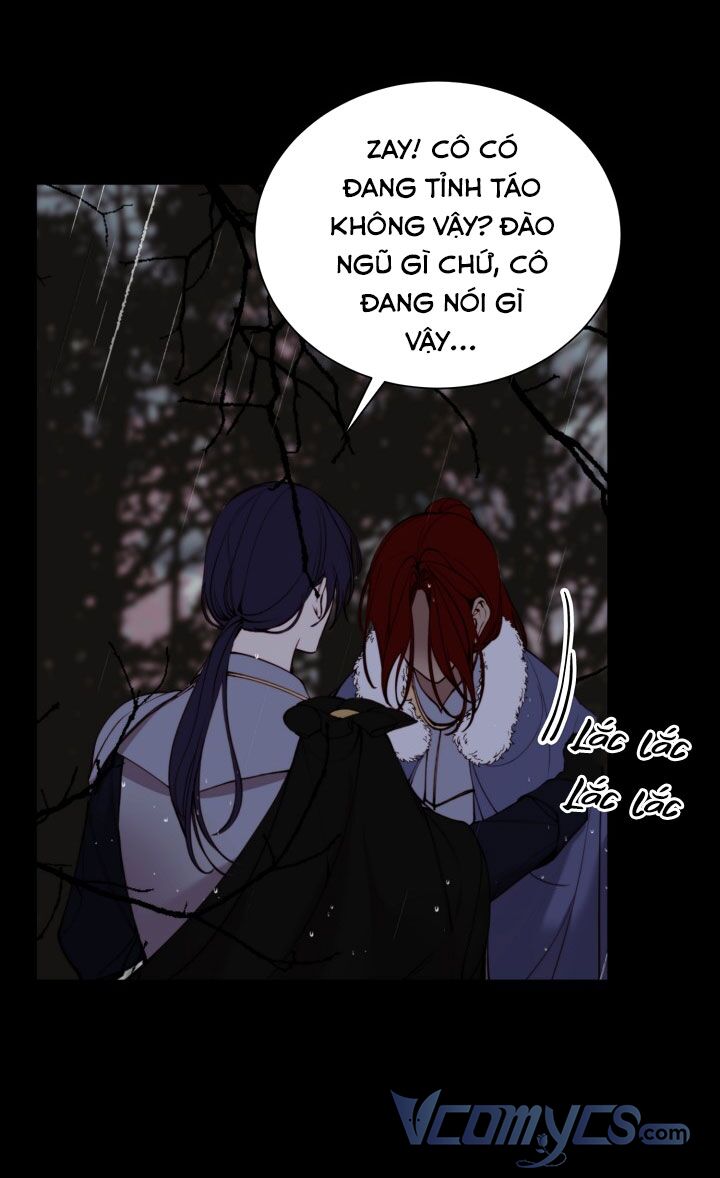 ZAY! CÔ CÓ
ĐANG TỈNH TÁO
KHÔNG VẬY? ĐÀO
NGŨ GÌ CHỨ, CÔ
ĐANG NÓI GÌ
VẬY...
Lắc lắc
Lắc lắc
VCOMYCS.com